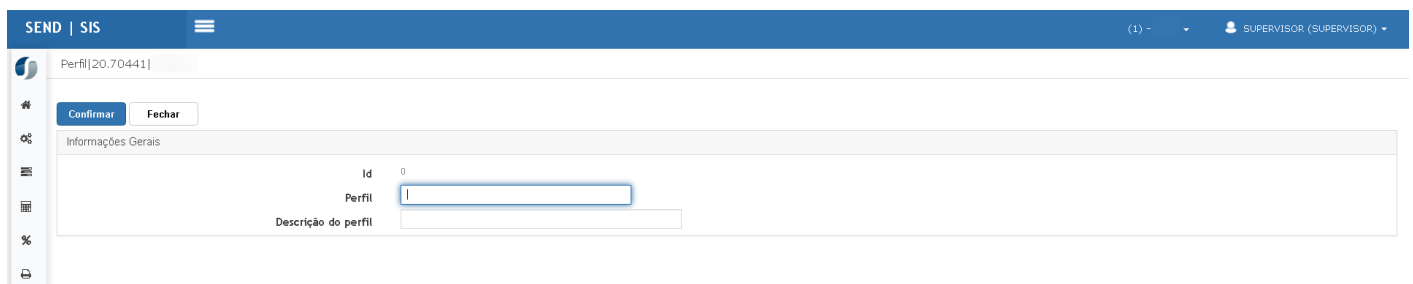 SEND | SIS
(1) -
SUPERVISOR (SUPERVISOR)
Perfil|20.70441|
Confirmar
Fechar
Informações Gerais
Id
0
Perfil
Descrição do perfil